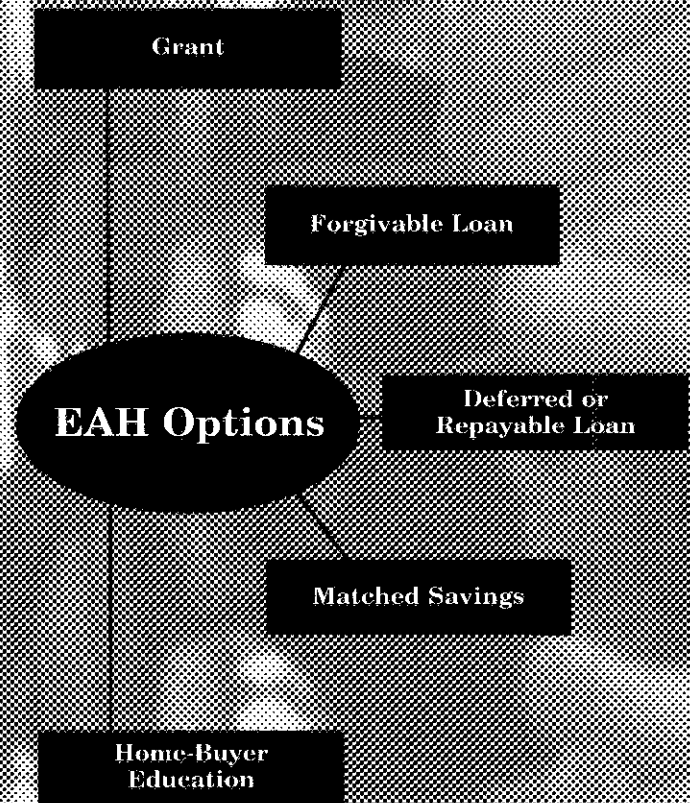 Grant
Forgivable Loan
EAH Options
Deferred or
Repayable Loan
Matched Savings
Home-Buyer
Education